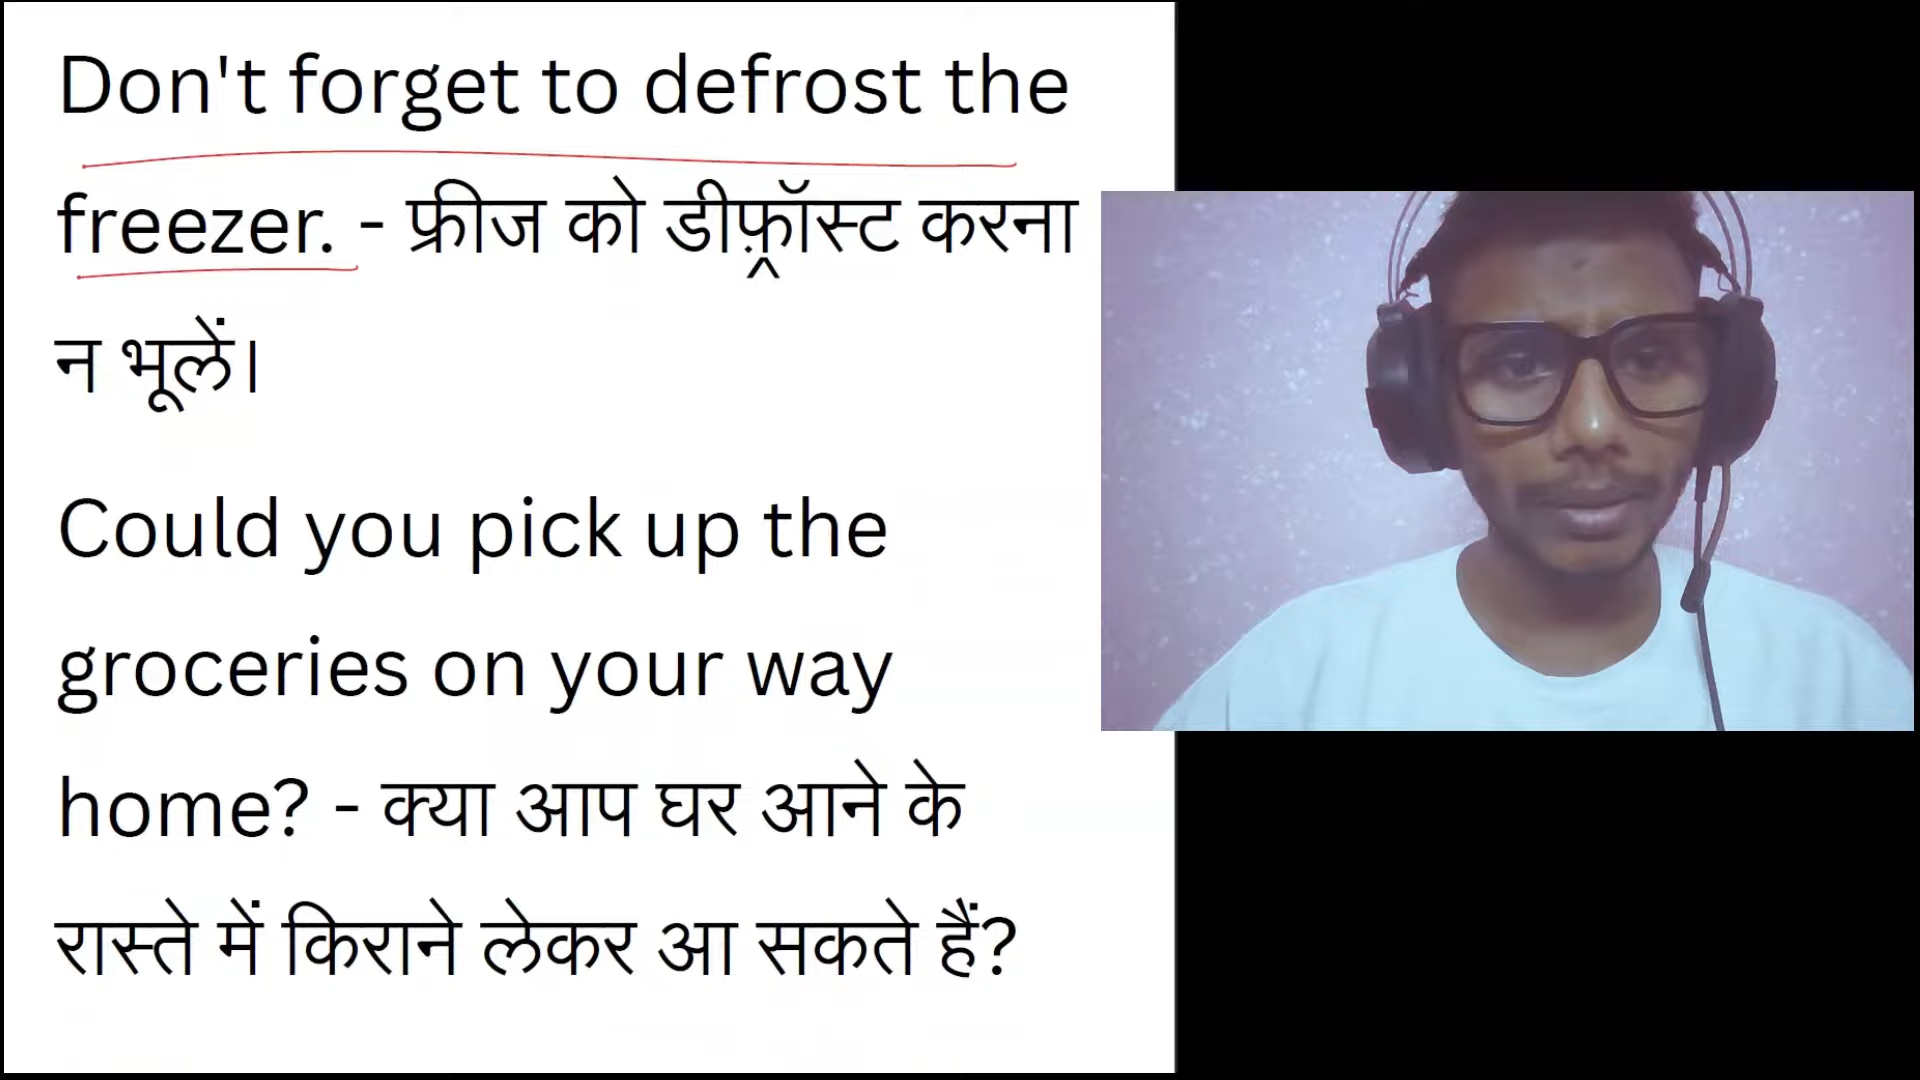 Don't forget to defrost the
freezer. - फ्रीज को डीफ़्रॉस्ट करना
न भूलें।
Could you pick up the
groceries on your way
home? - क्या आप घर आने के
रास्ते में किराने लेकर आ सकते हैं?